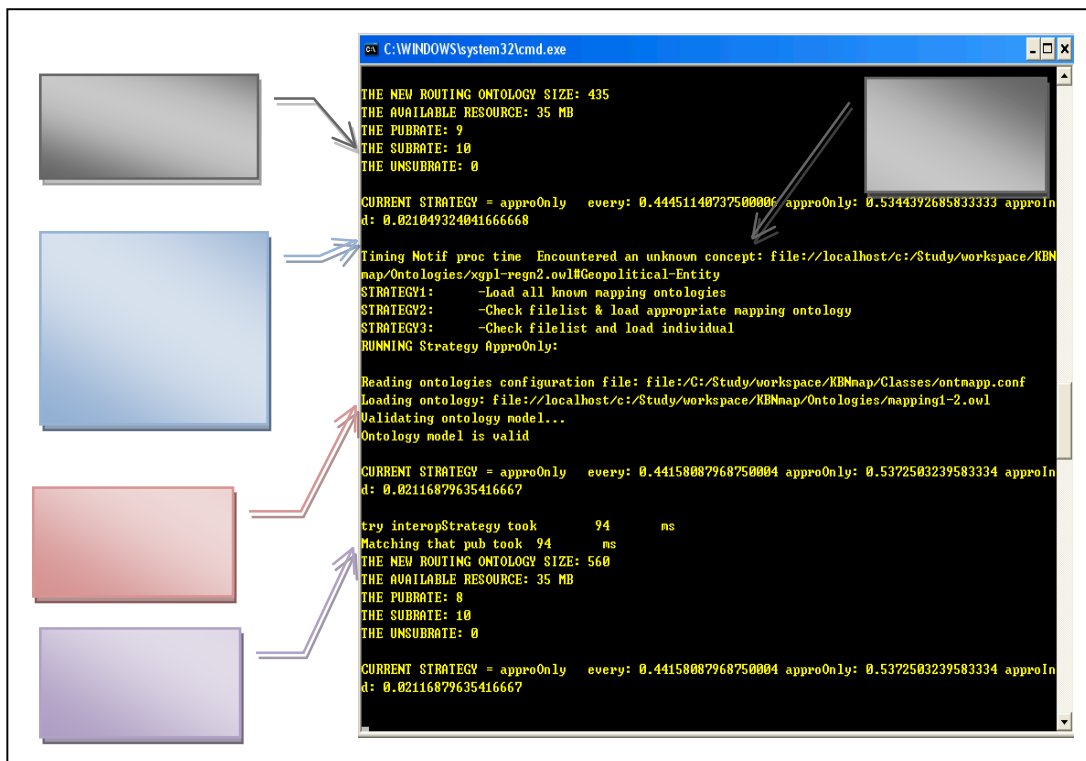 C:\WINDOWS\system32\cmd.exe
THE NEW ROUTING ONTOLOGY SIZE: 435
THE AVAILABLE RESOURCE: 35 MB
THE PUBRATE: 9
THE SUBRATE: 10
THE UNSUBRATE: 0
CURRENT STRATEGY = approOnly every: 0.44451140737500006 approOnly: 0.5344392685833333 approIn
d: 0.021049324041666668
Timing Notif proc time Encountered an unknown concept: file://localhost/c:/Study/workspace/KBN
map/Ontologies/xgpl-regn2.owl#Geopolitical-Entity
STRATEGY1: -Load all known mapping ontologies
STRATEGY2: -Check filelist & load appropriate mapping ontology
STRATEGY3: -Check filelist and load individual
RUNNING Strategy ApproOnly:
Reading ontologies configuration file: file:/C:/Study/workspace/KBNmap/Classes/ontmapp.conf
Loading ontology: file://localhost/c:/Study/workspace/KBNmap/Ontologies/mapping1-2.owl
Validating ontology model...
Ontology model is valid
CURRENT STRATEGY = approOnly every: 0.44158087968750004 approOnly: 0.5372503239583334 approIn
d: 0.02116879635416667
try interopStrategy took 94 ms
Matching that pub took 94 ms
THE NEW ROUTING ONTOLOGY SIZE: 560
THE AVAILABLE RESOURCE: 35 MB
THE PUBRATE: 8
THE SUBRATE: 10
THE UNSUBRATE: 0
CURRENT STRATEGY = approOnly every: 0.44158087968750004 approOnly: 0.5372503239583334 approIn
d: 0.02116879635416667